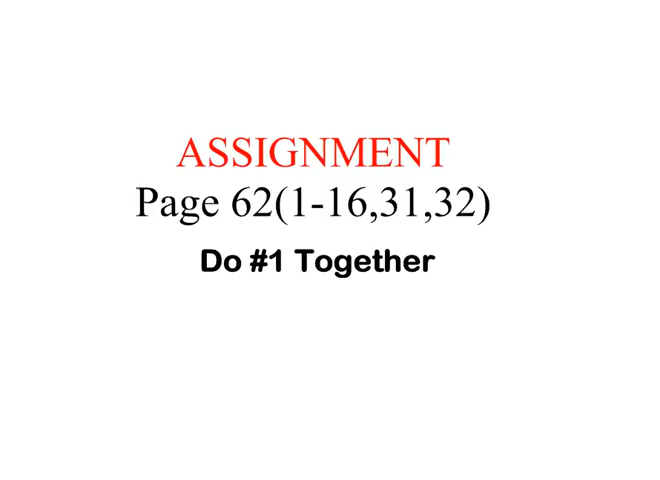 ASSIGNMENT
Page 62(1-16,31,32)
Do #1 Together